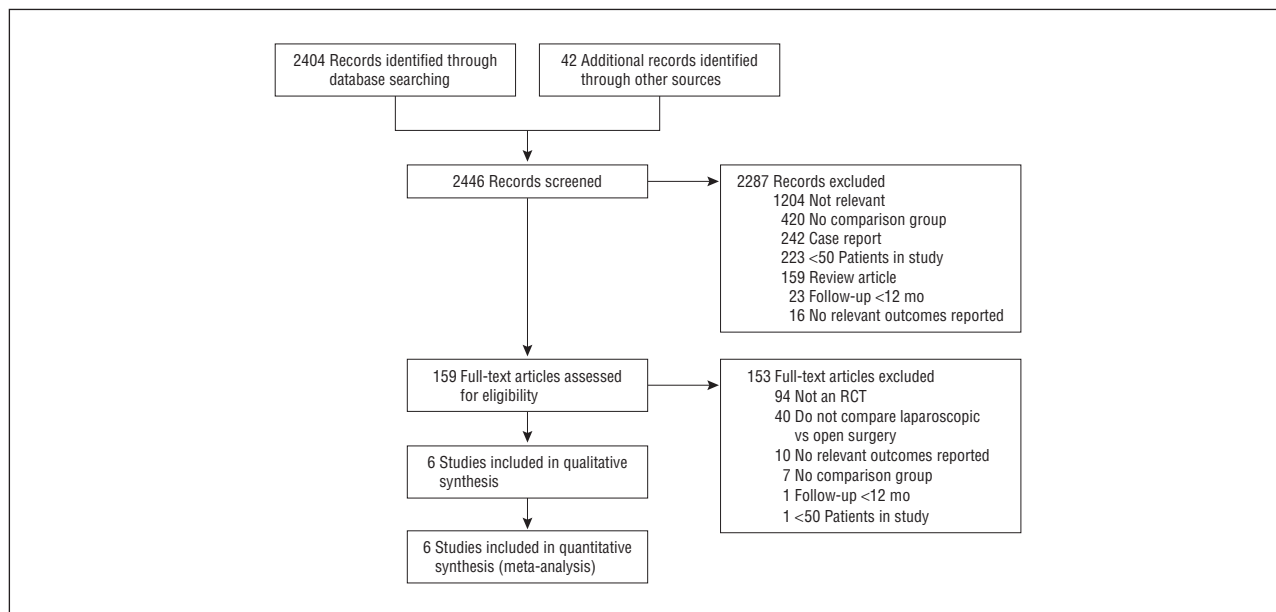 2404 Records identified through
database searching
42 Additional records identified
through other sources
2446 Records screened
2287 Records excluded
1204 Not relevant
420 No comparison group
242 Case report
223 <50 Patients in study
159 Review article
23 Follow-up <12 mo
16 No relevant outcomes reported
159 Full-text articles assessed
for eligibility
153 Full-text articles excluded
94 Not an RCT
40 Do not compare laparoscopic
vs open surgery
10 No relevant outcomes reported
7 No comparison group
1 Follow-up <12 mo
1 <50 Patients in study
6 Studies included in qualitative
synthesis
6 Studies included in quantitative
synthesis (meta-analysis)